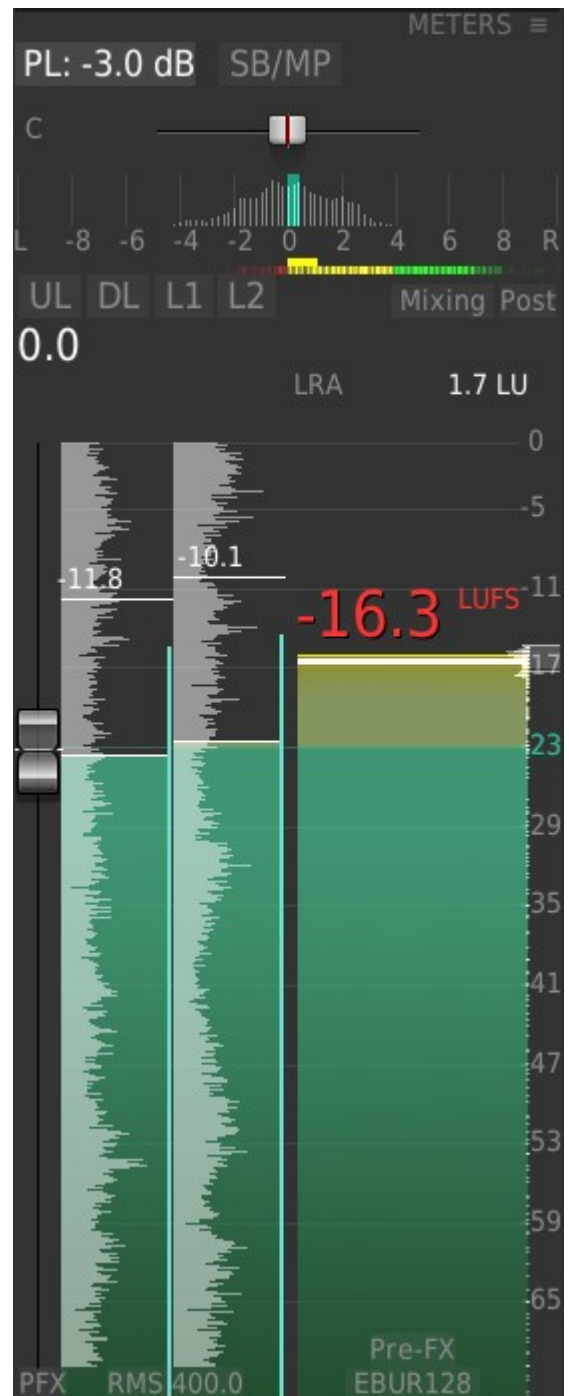 METERS ≡
PL: -3.0 dB SB/MP
C
L -8 -6 -4 -2 0 2 4 6 8 R
UL DL L1 L2 Mixing Post
0.0
LRA 1.7 LU
0
-5
-10.1
-11.8 -11
-16.3 LUFS
17
23
29
35
41
47
53
59
65
Pre-FX
PFX RMS 400.0 EBUR128